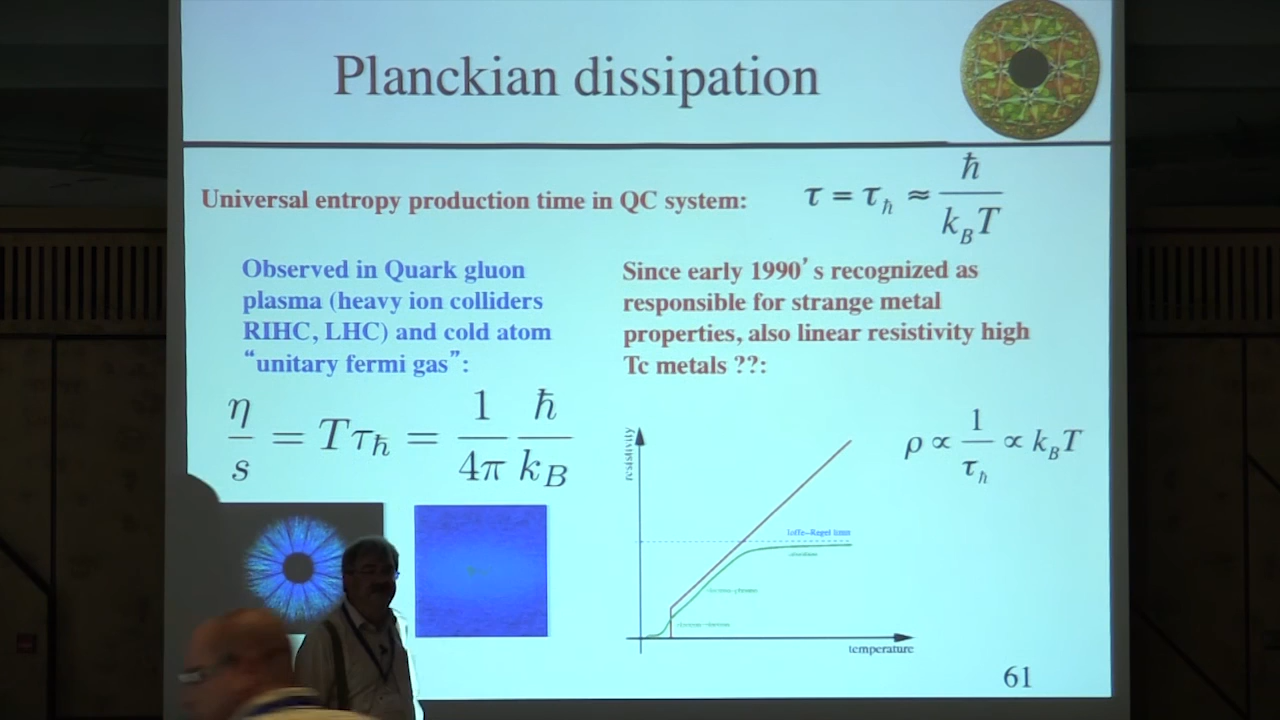 Planckian dissipation
Universal entropy production time in QC system: τ = τ_ħ ≈ ħ / k_B T
Observed in Quark gluon
plasma (heavy ion colliders
RIHC, LHC) and cold atom
“unitary fermi gas”:
η / s = T τ_ħ = 1 / 4π ħ / k_B
Since early 1990’s recognized as
responsible for strange metal
properties, also linear resistivity high
Tc metals ??:
ρ ∝ 1 / τ_ħ ∝ k_B T
resistivity
Ioffe-Regel limit
temperature
61